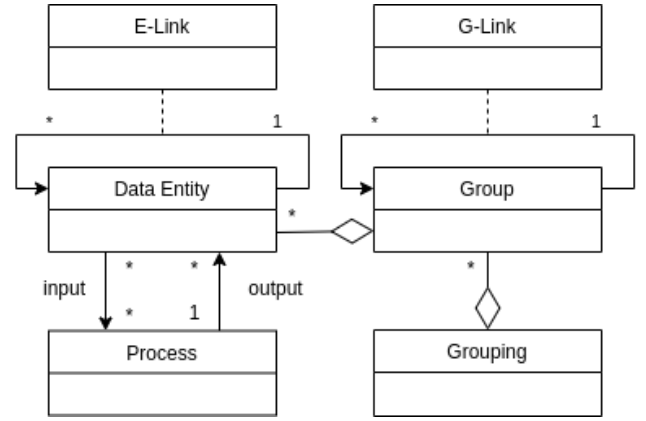 E-Link
G-Link
* 1 * 1
Data Entity
Group
*
* *
*
input
output
* 1
Process
Grouping